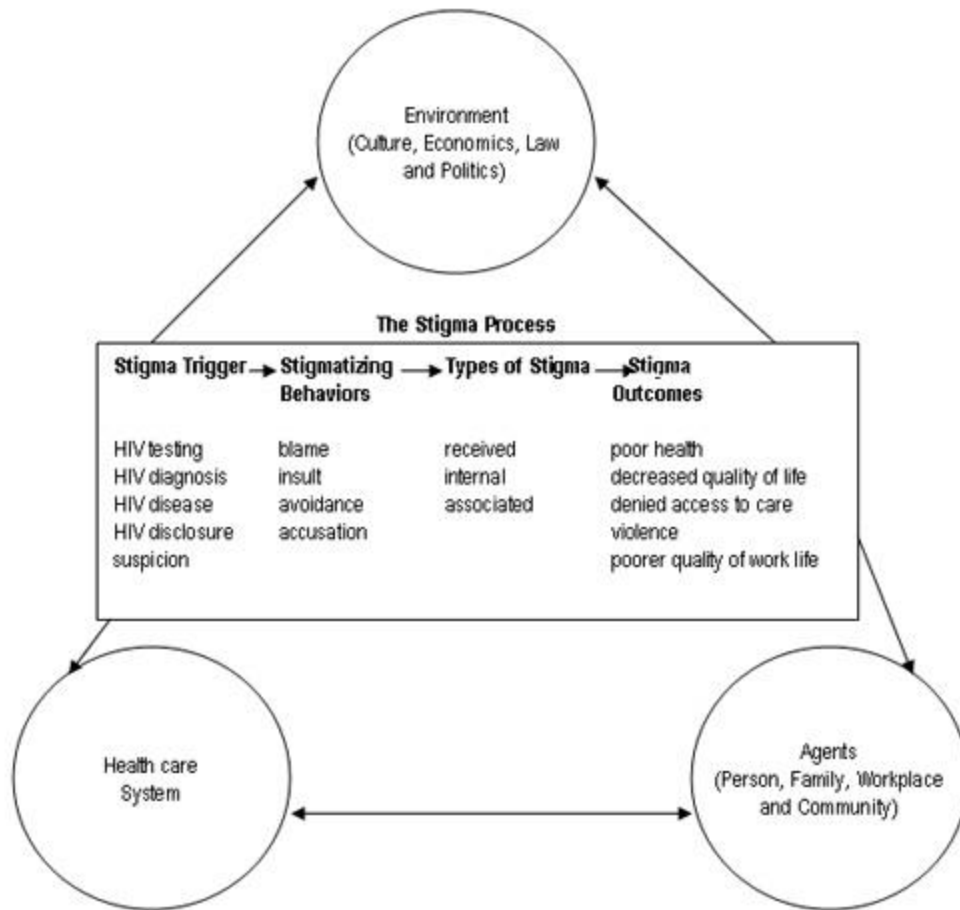 Environment
(Culture, Economics, Law
and Politics)
The Stigma Process
Stigma Trigger
HIV testing
HIV diagnosis
HIV disease
HIV disclosure
suspicion
Stigmatizing
Behaviors
blame
insult
avoidance
accusation
Types of Stigma
received
internal
associated
Stigma
Outcomes
poor health
decreased quality of life
denied access to care
violence
poorer quality of work life
Health care
System
Agents
(Person, Family, Workplace
and Community)